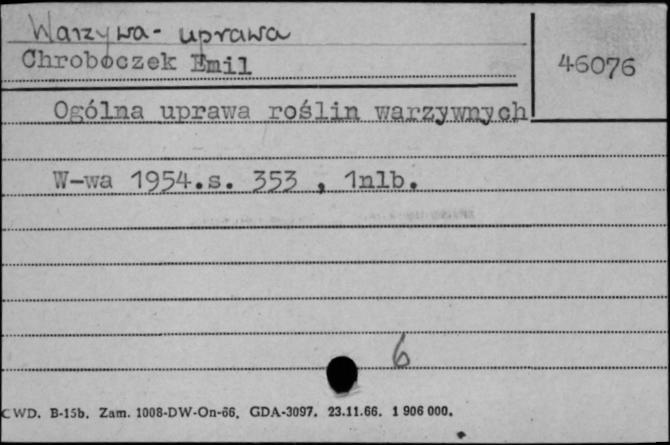 Warzywa - uprawa
Chroboczek Emil
46076
Ogólna uprawa roślin warzywnych
W-wa 1954.s. 353 , 1nlb.
6
CWD. B-15b. Zam. 1008-DW-On-66. GDA-3097. 23.11.66. 1 906 000.